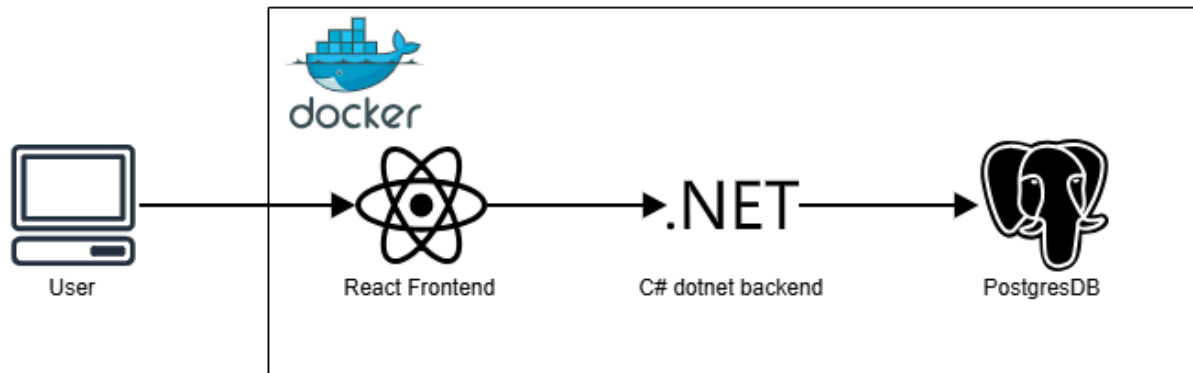 docker
.NET
User
React Frontend
C# dotnet backend
PostgresDB